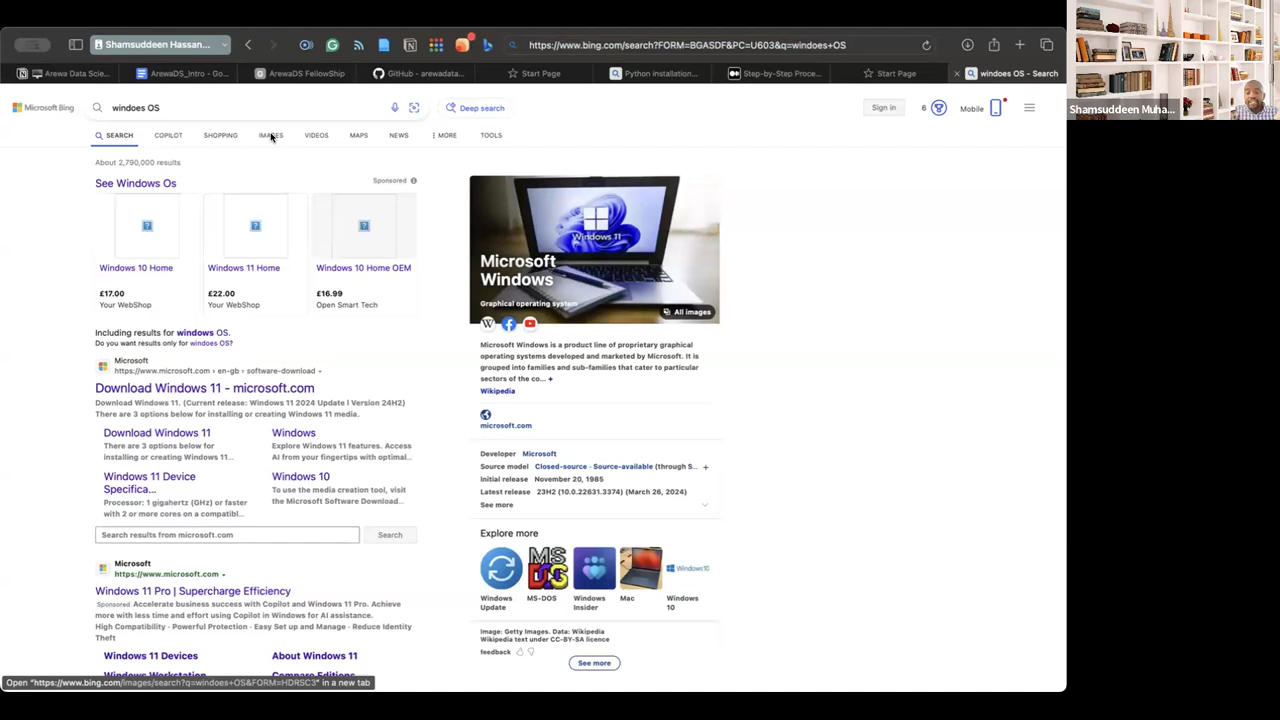 Shamsuddeen Hassan...
https://www.bing.com/search?FORM=BGASDF&PC=U603&q=windoes+OS
Arewa Data Scie...
ArewaDS_Intro - Go...
ArewaDS FellowShip
GitHub - arewadata...
Start Page
Python installation...
Step-by-Step Proce...
Start Page
windoes OS - Search
Shamsuddeen Muha...
Microsoft Bing
windoes OS
Deep search
Sign in
6
Mobile
SEARCH
COPILOT
SHOPPING
IMAGES
VIDEOS
MAPS
NEWS
MORE
TOOLS
About 2,790,000 results
See Windows Os
Sponsored
Windows 10 Home
£17.00
Your WebShop
Windows 11 Home
£22.00
Your WebShop
Windows 10 Home OEM
£16.99
Open Smart Tech
Including results for windows OS.
Do you want results only for windoes OS?
Microsoft
https://www.microsoft.com › en-gb › software-download
Download Windows 11 - microsoft.com
Download Windows 11. (Current release: Windows 11 2024 Update l Version 24H2)
There are 3 options below for installing or creating Windows 11 media.
Download Windows 11
There are 3 options below for
installing or creating Windows 11...
Windows
Explore Windows 11 features. Access
AI from your fingertips with optimal...
Windows 11 Device
Specifica...
Processor: 1 gigahertz (GHz) or faster
with 2 or more cores on a compatibl...
Windows 10
To use the media creation tool, visit
the Microsoft Software Download...
Search results from microsoft.com
Search
Microsoft
https://www.microsoft.com
Windows 11 Pro | Supercharge Efficiency
Sponsored Accelerate business success with Copilot and Windows 11 Pro. Achieve
more with less time and effort using Copilot in Windows for AI assistance.
High Compatibility · Powerful Protection · Easy Set up and Manage · Reduce Identity
Theft
Windows 11 Devices
About Windows 11
Windows Workstation
Compare Editions
Open "https://www.bing.com/images/search?q=windoes+OS&FORM=HDRSC3" in a new tab
Windows 11
Microsoft
Windows
Graphical operating system
All images
Microsoft Windows is a product line of proprietary graphical
operating systems developed and marketed by Microsoft. It is
grouped into families and sub-families that cater to particular
sectors of the co... +
Wikipedia
microsoft.com
Developer Microsoft
Source model Closed-source · Source-available (through S... +
Initial release November 20, 1985
Latest release 23H2 (10.0.22631.3374) (March 26, 2024)
See more
Explore more
MS
DOS
Windows10
Windows
Update
MS-DOS
Windows
Insider
Mac
Windows
10
Image: Getty Images. Data: Wikipedia
Wikipedia text under CC-BY-SA licence
feedback
See more